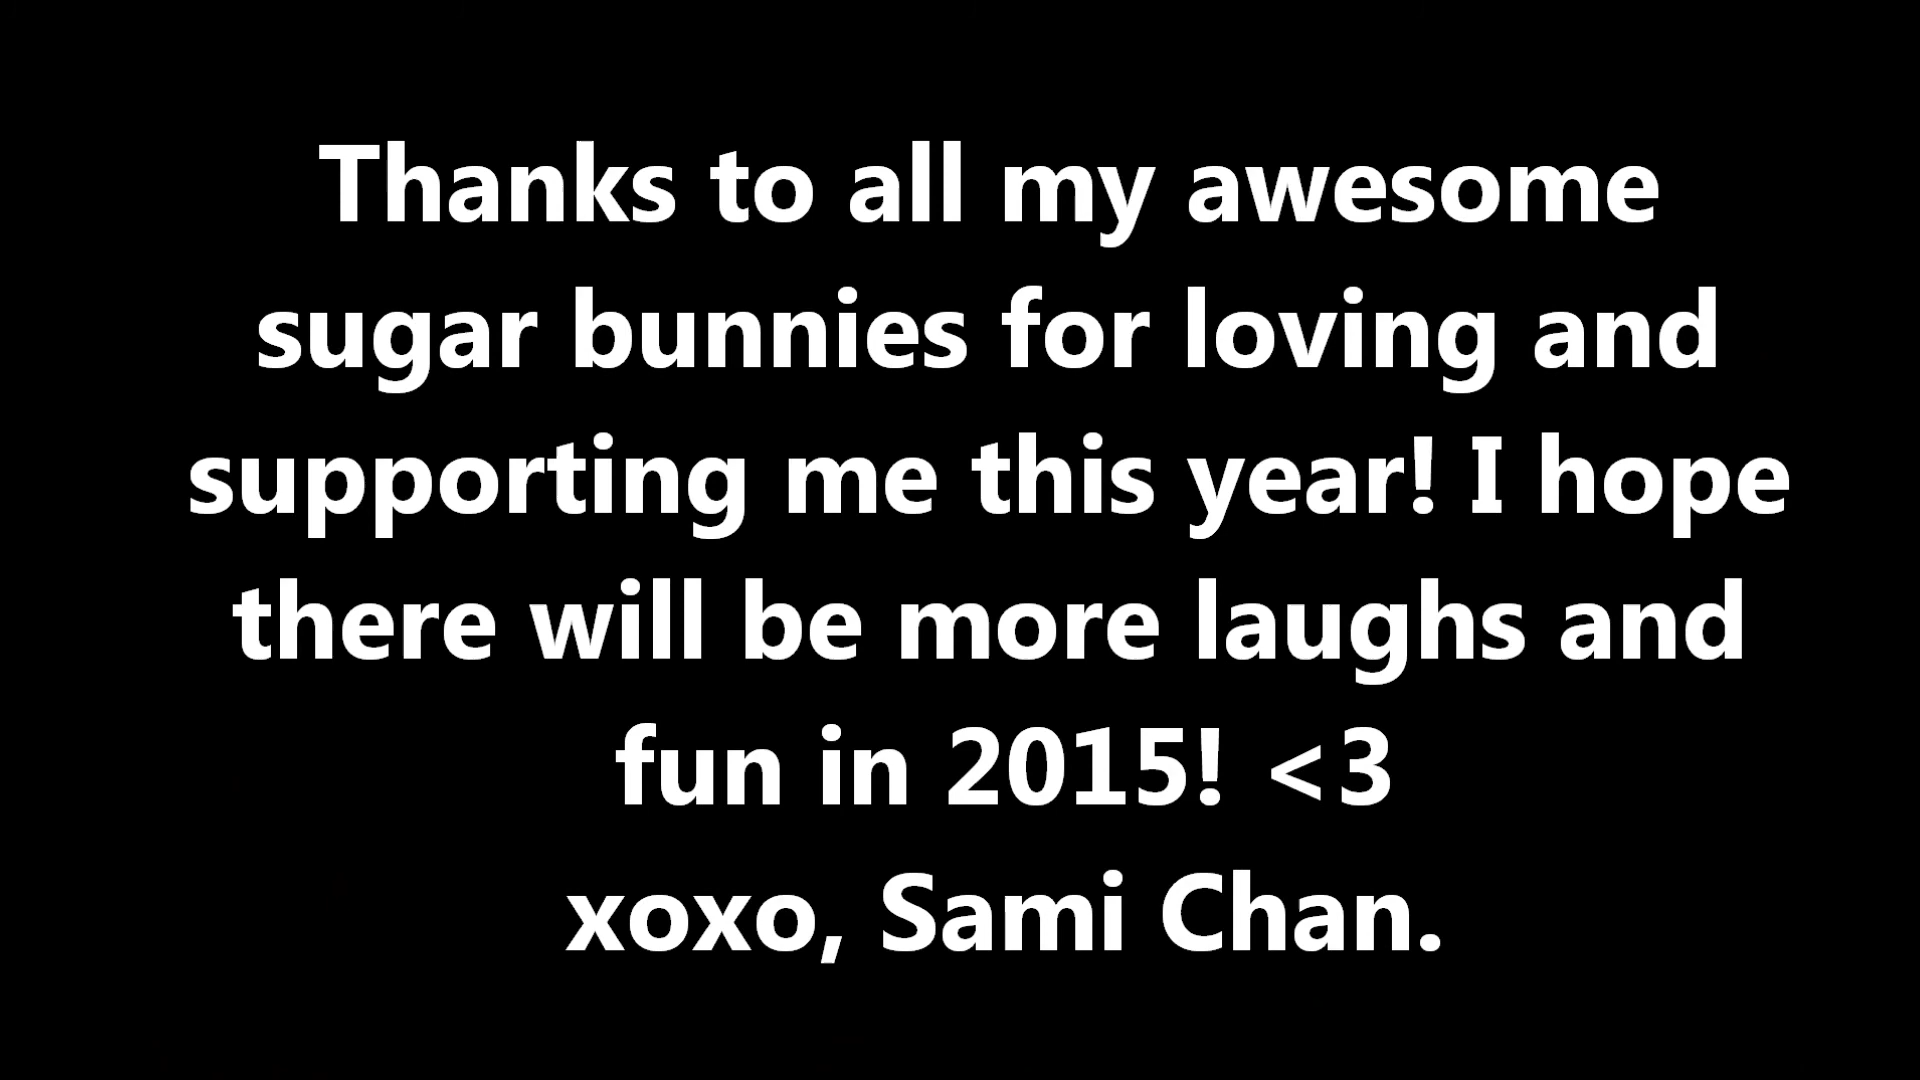 Thanks to all my awesome
sugar bunnies for loving and
supporting me this year! I hope
there will be more laughs and
fun in 2015! <3
xoxo, Sami Chan.